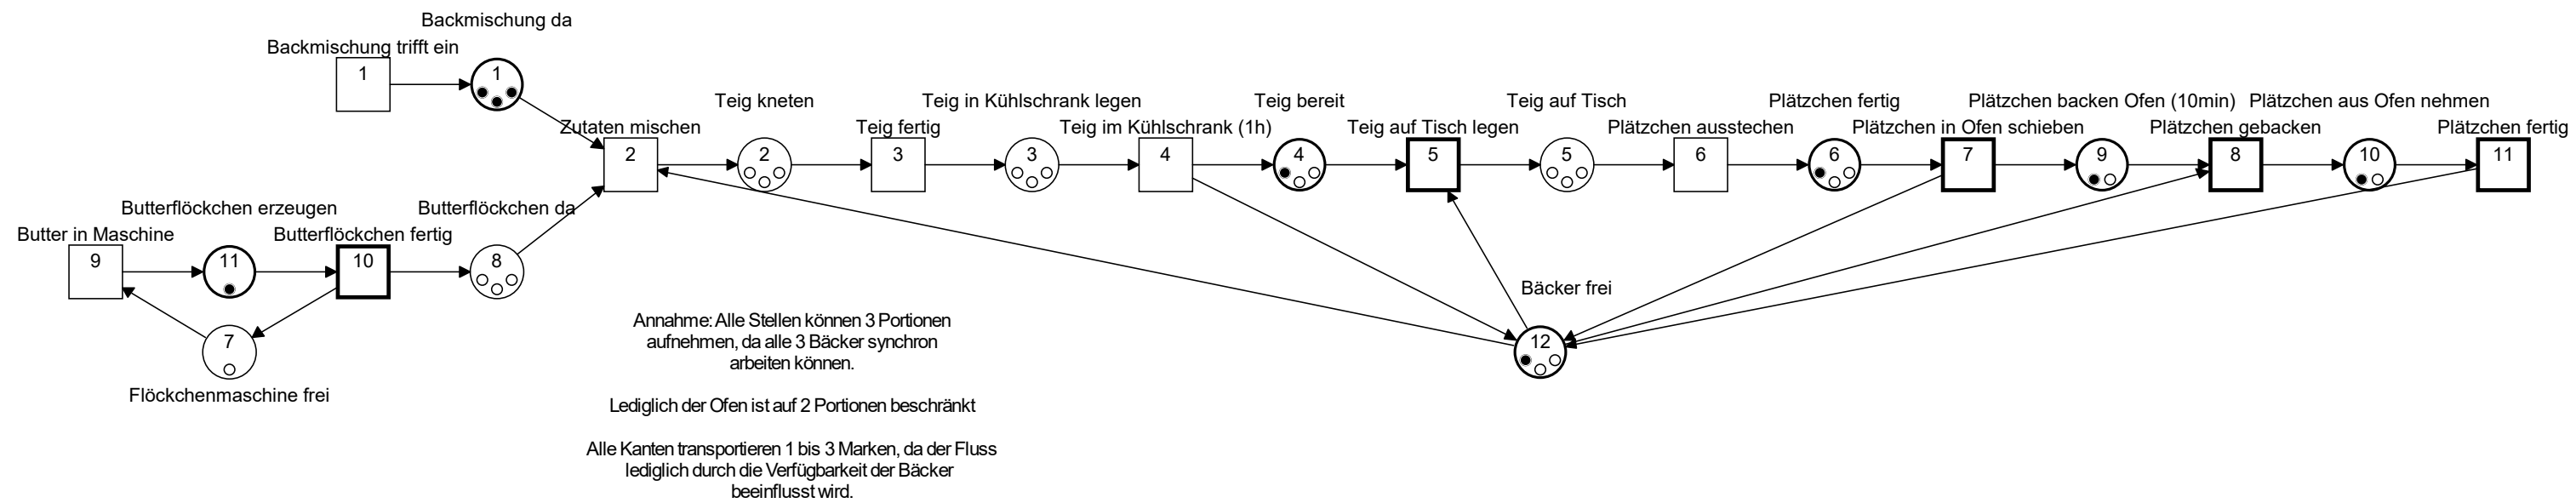 Backmischung da
Backmischung trifft ein
1
1
Teig kneten
Teig in Kühlschrank legen
Teig bereit
Teig auf Tisch
Plätzchen fertig
Plätzchen backen Ofen (10min)
Plätzchen aus Ofen nehmen
Zutaten mischen
Teig fertig
Teig im Kühlschrank (1h)
Teig auf Tisch legen
Plätzchen ausstechen
Plätzchen in Ofen schieben
Plätzchen gebacken
Plätzchen fertig
2
2
3
3
4
4
5
5
6
6
7
9
8
10
11
Butterflöckchen erzeugen
Butterflöckchen da
Butter in Maschine
Butterflöckchen fertig
9
11
10
8
Bäcker frei
7
12
Flöckchenmaschine frei
Annahme: Alle Stellen können 3 Portionen
aufnehmen, da alle 3 Bäcker synchron
arbeiten können.
Lediglich der Ofen ist auf 2 Portionen beschränkt
Alle Kanten transportieren 1 bis 3 Marken, da der Fluss
lediglich durch die Verfügbarkeit der Bäcker
beeinflusst wird.